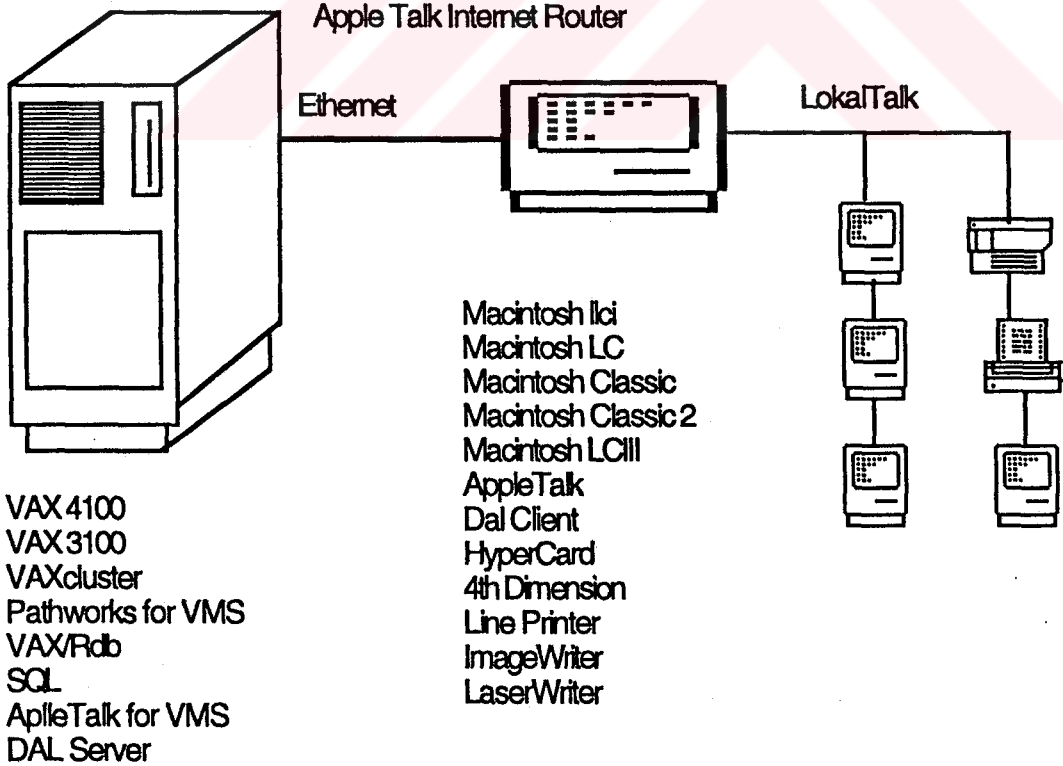 Apple Talk Internet Router
Ethernet
LokalTalk
Macintosh IIci
Macintosh LC
Macintosh Classic
Macintosh Classic 2
Macintosh LCIII
AppleTalk
Dal Client
HyperCard
4th Dimension
Line Printer
ImageWriter
LaserWriter
VAX 4100
VAX 3100
VAXcluster
Pathworks for VMS
VAX/Rdb
SQL
AplleTalk for VMS
DAL Server